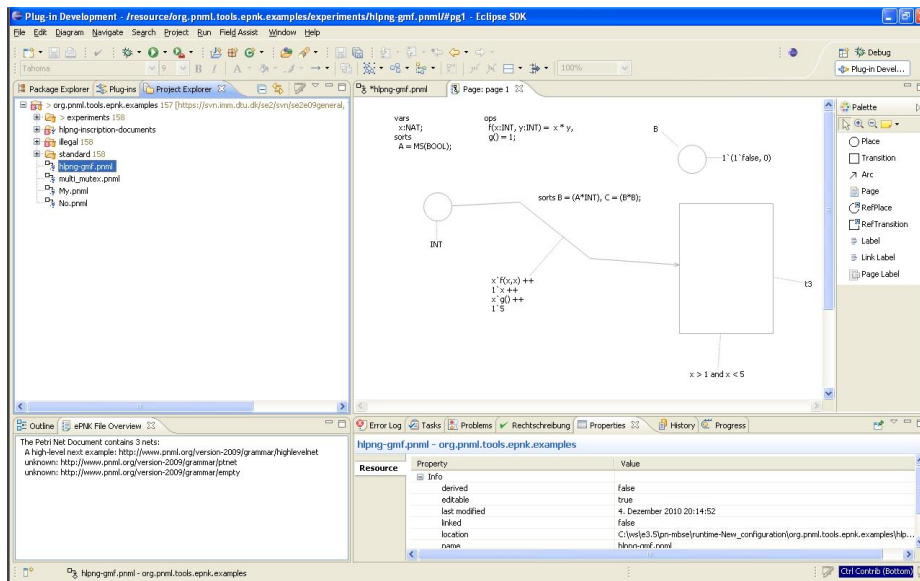 Plug-in Development - /resource/org.pnml.tools.epnk.examples/experiments/hlpng-gmf.pnml/#pg1 - Eclipse SDK
File Edit Diagram Navigate Search Project Run Field Assist Window Help
Debug
Tahoma 9 B I A 100%
Plug-in Devel...
Package Explorer Plug-ins Project Explorer
*hlpng-gmf.pnml Page: page 1
> org.pnml.tools.epnk.examples 157 [https://svn.imm.dtu.dk/se2/svn/se2e09general,
> experiments 158
hlpng-inscription-documents
illegal 158
standard 158
hlpng-gmf.pnml
multi_mutex.pnml
My.pnml
No.pnml
vars
x:NAT;
sorts
A = MS(BOOL);
ops
f(x:INT, y:INT) = x * y,
g() = 1;
B
1`(1`false, 0)
sorts B = (A*INT), C = (B*B);
INT
x`f(x,x) ++
1`x ++
x`g() ++
1`5
t3
x > 1 and x < 5
Palette
Place
Transition
Arc
Page
RefPlace
RefTransition
Label
Link Label
Page Label
Outline ePNK File Overview
The Petri Net Document contains 3 nets:
A high-level next example: http://www.pnml.org/version-2009/grammar/highlevelnet
unknown: http://www.pnml.org/version-2009/grammar/ptnet
unknown: http://www.pnml.org/version-2009/grammar/empty
Error Log Tasks Problems Rechtschreibung Properties History Progress
hlpng-gmf.pnml - org.pnml.tools.epnk.examples
Resource
Property Value
Info
derived false
editable true
last modified 4. Dezember 2010 20:14:52
linked false
location C:\ws\e3.5\pn-mbse\runtime-New_configuration\org.pnml.tools.epnk.examples\hlp...
name hlpng-gmf.pnml
hlpng-gmf.pnml - org.pnml.tools.epnk.examples
Ctrl Contrib (Bottom)